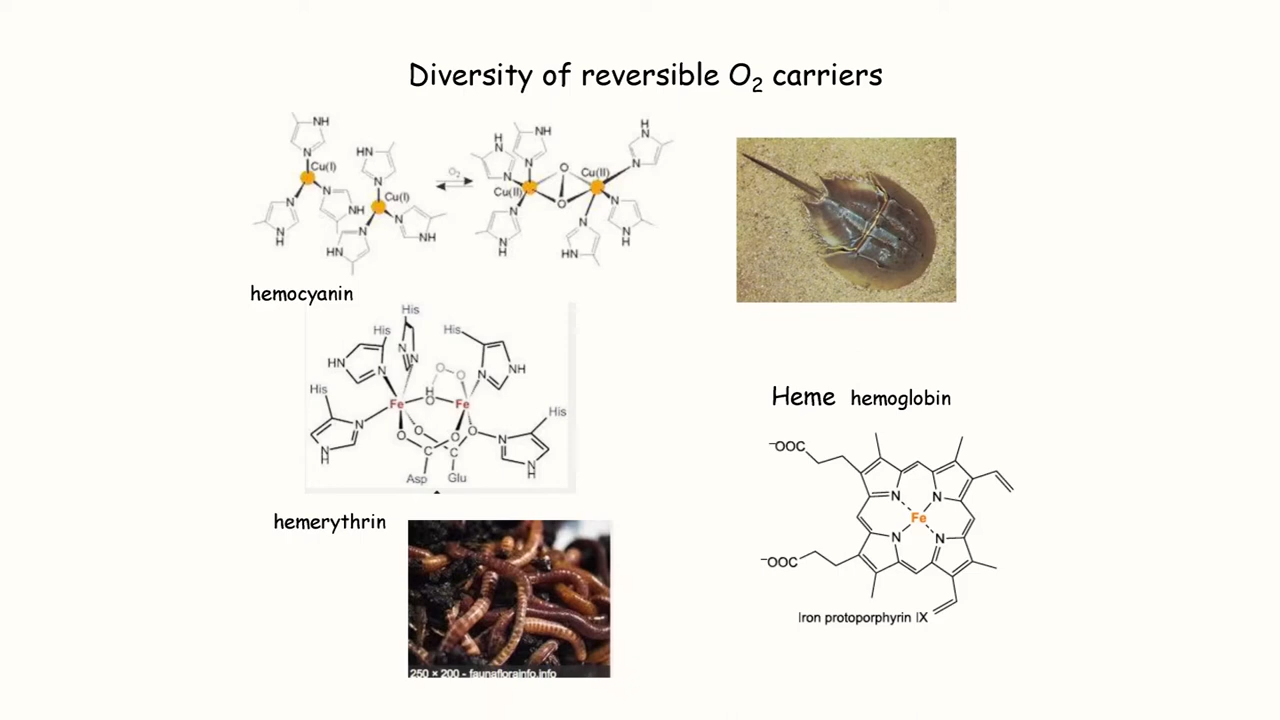 Diversity of reversible O₂ carriers
NH
N
Cu(I)
HN
N
Cu(I)
N
N
NH
N
N
N
H
HN
NH
O₂
NH
H
N
N
N
H
N
N
O
O
Cu(II)
Cu(II)
N
N
N
N
H
HN
N
H
hemocyanin
His
His
His
HN
N
N
N
N
NH
O
O
H
O
Fe
Fe
His
His
N
O
O
O
O
N
N
H
C
C
N
H
Asp
Glu
hemerythrin
250 × 200 - faunaflorainfo.info
Heme hemoglobin
⁻OOC
N
N
Fe
N
N
⁻OOC
Iron protoporphyrin IX